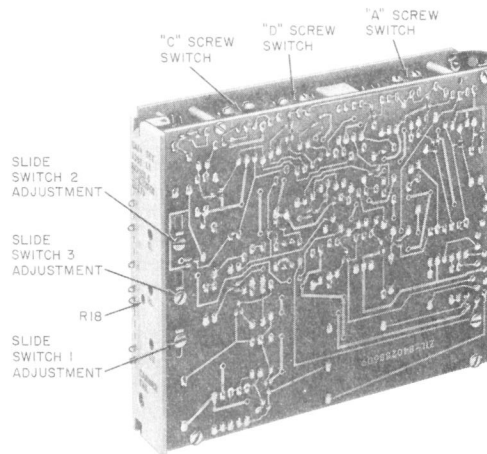 "C" SCREW
SWITCH
"D" SCREW
SWITCH
"A" SCREW
SWITCH
SLIDE
SWITCH 2
ADJUSTMENT
SLIDE
SWITCH 3
ADJUSTMENT
R18
SLIDE
SWITCH 1
ADJUSTMENT